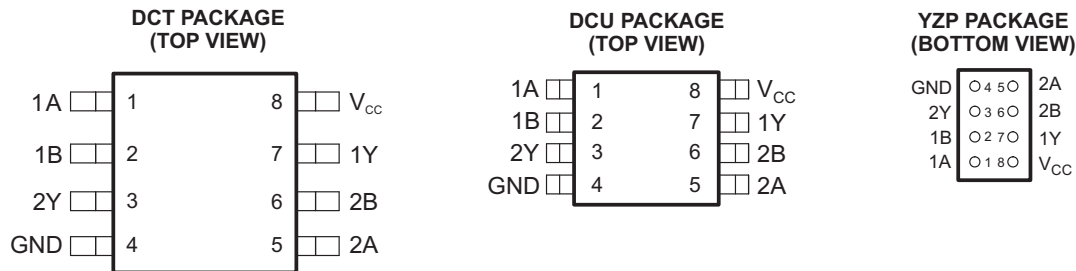 DCT PACKAGE
(TOP VIEW)
1A 1 8 VCC
1B 2 7 1Y
2Y 3 6 2B
GND 4 5 2A
DCU PACKAGE
(TOP VIEW)
1A 1 8 VCC
1B 2 7 1Y
2Y 3 6 2B
GND 4 5 2A
YZP PACKAGE
(BOTTOM VIEW)
GND 4 5 2A
2Y 3 6 2B
1B 2 7 1Y
1A 1 8 VCC